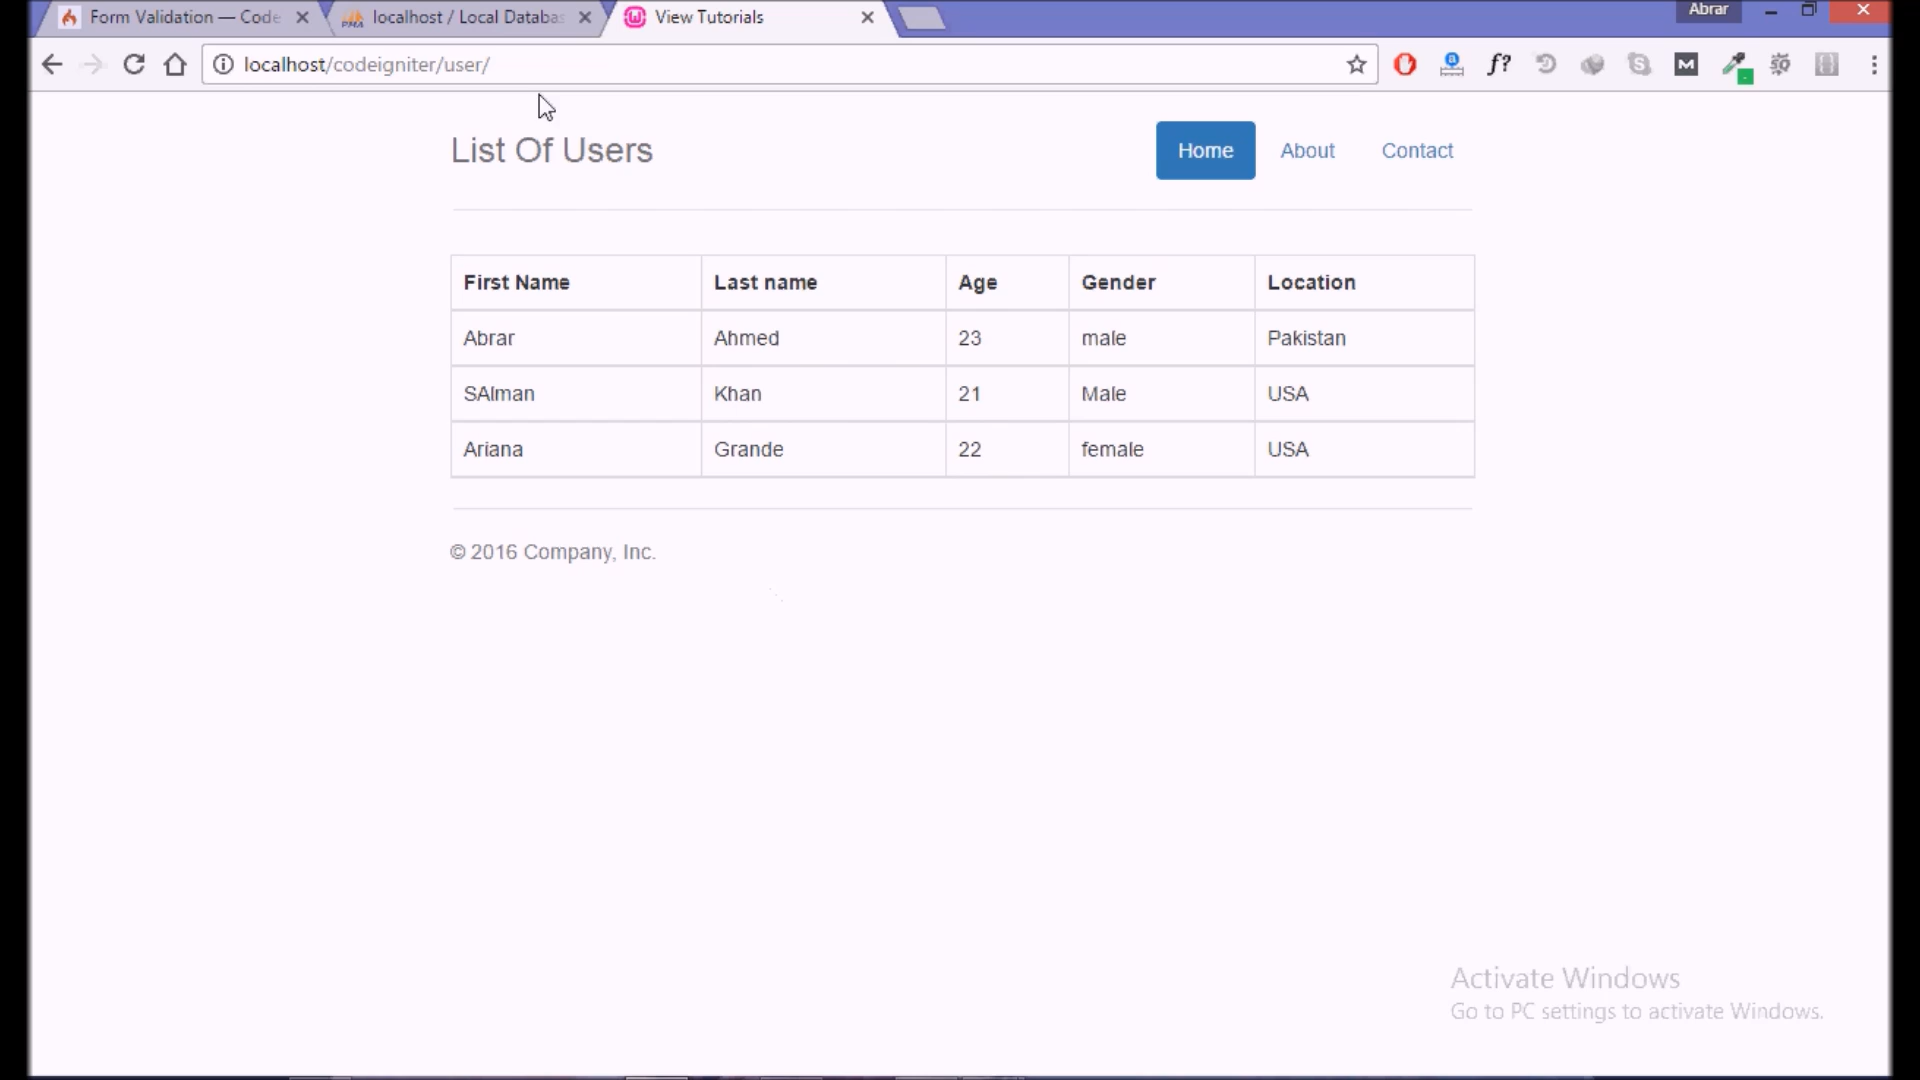 Form Validation — Code
localhost / Local Databas
View Tutorials
Abrar
localhost/codeigniter/user/
List Of Users
Home About Contact
First Name Last name Age Gender Location
Abrar Ahmed 23 male Pakistan
SAlman Khan 21 Male USA
Ariana Grande 22 female USA
© 2016 Company, Inc.
Activate Windows
Go to PC settings to activate Windows.